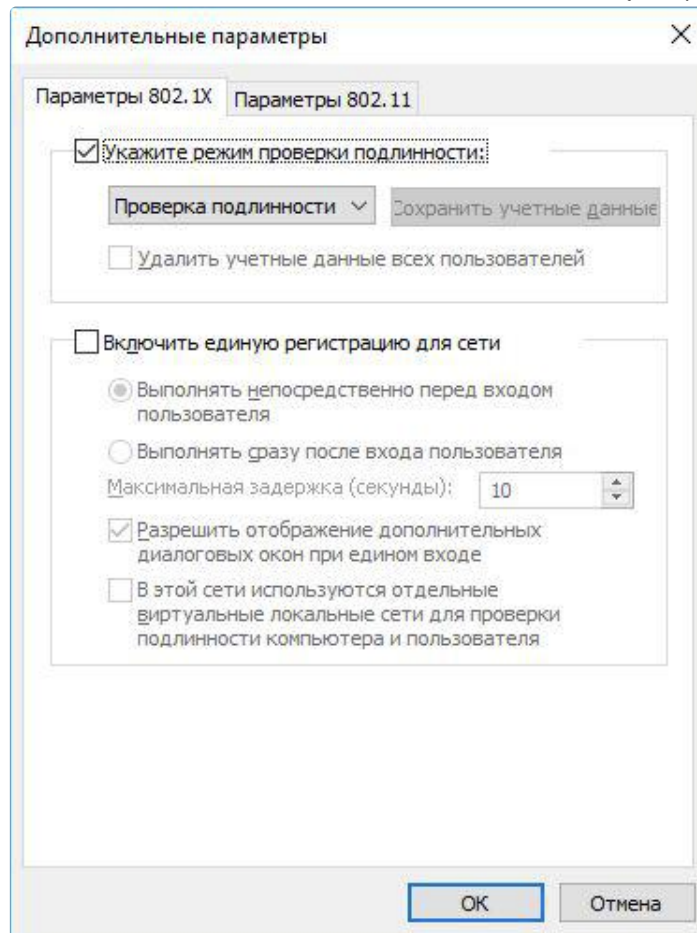 Дополнительные параметры
Параметры 802.1X
Параметры 802.11
Укажите режим проверки подлинности:
Проверка подлинности
Сохранить учетные данные
Удалить учетные данные всех пользователей
Включить единую регистрацию для сети
Выполнять непосредственно перед входом
пользователя
Выполнять сразу после входа пользователя
Максимальная задержка (секунды):
10
Разрешить отображение дополнительных
диалоговых окон при едином входе
В этой сети используются отдельные
виртуальные локальные сети для проверки
подлинности компьютера и пользователя
ОК
Отмена